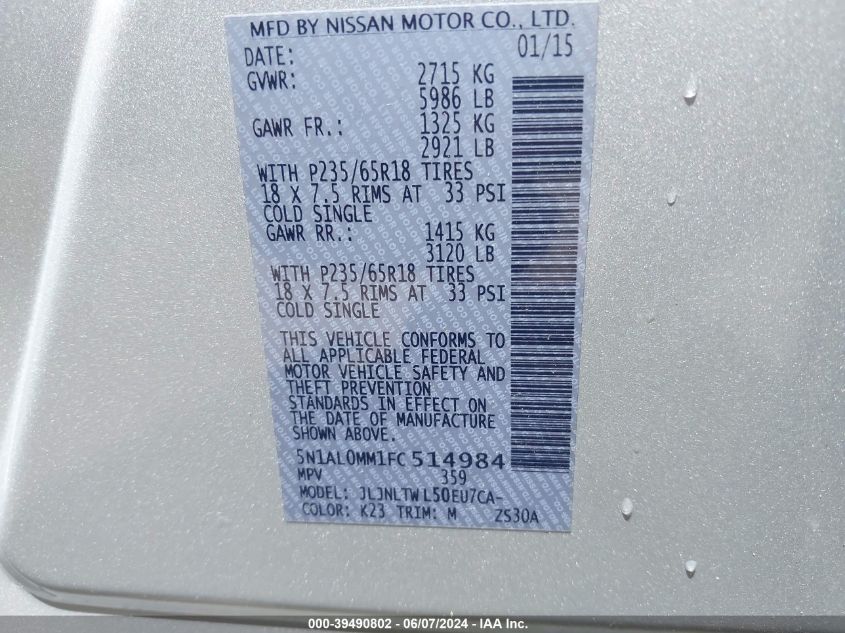 MFD BY NISSAN MOTOR CO., LTD.
DATE: 01/15
GVWR: 2715 KG
5986 LB
GAWR FR.: 1325 KG
2921 LB
WITH P235/65R18 TIRES
18 X 7.5 RIMS AT 33 PSI
COLD SINGLE
GAWR RR.: 1415 KG
3120 LB
WITH P235/65R18 TIRES
18 X 7.5 RIMS AT 33 PSI
COLD SINGLE
THIS VEHICLE CONFORMS TO
ALL APPLICABLE FEDERAL
MOTOR VEHICLE SAFETY AND
THEFT PREVENTION
STANDARDS IN EFFECT ON
THE DATE OF MANUFACTURE
SHOWN ABOVE.
5N1AL0MM1FC514984
MPV 359
MODEL: JLJNLTWL50EU7CA-
COLOR: K23 TRIM: M ZS30A
000-39490802 - 06/07/2024 - IAA Inc.